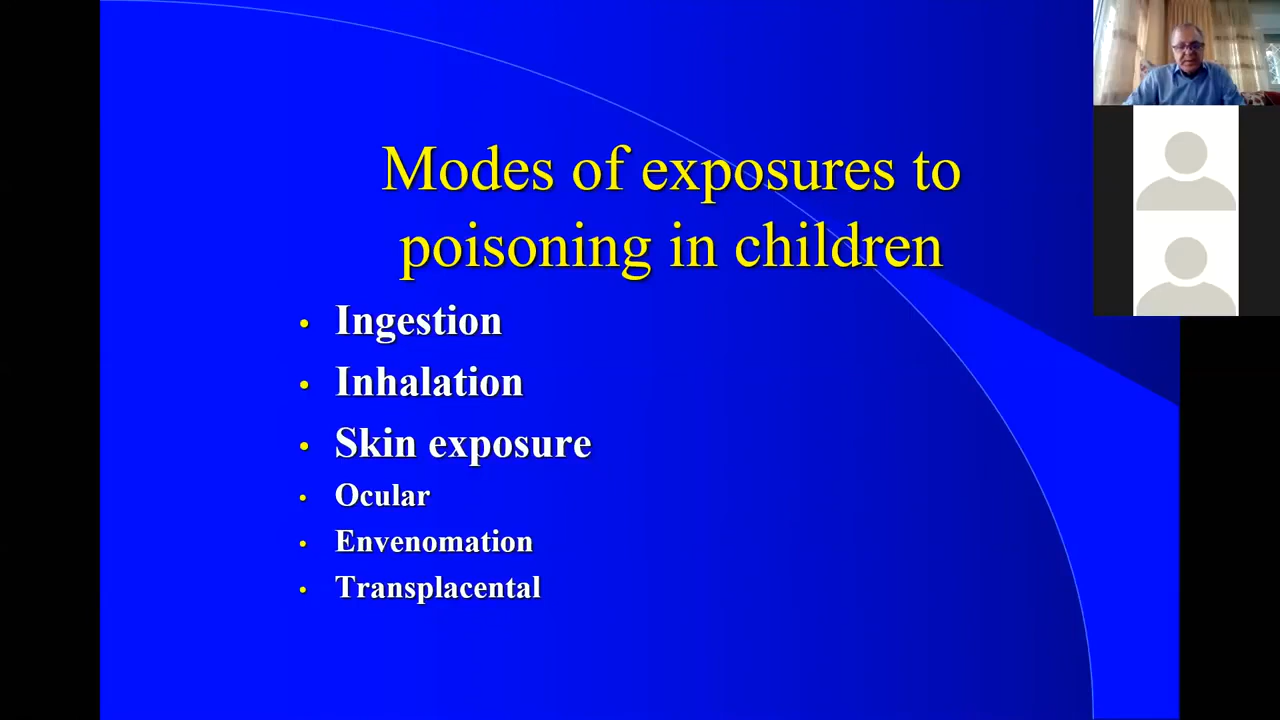 Modes of exposures to
poisoning in children
• Ingestion
• Inhalation
• Skin exposure
• Ocular
• Envenomation
• Transplacental